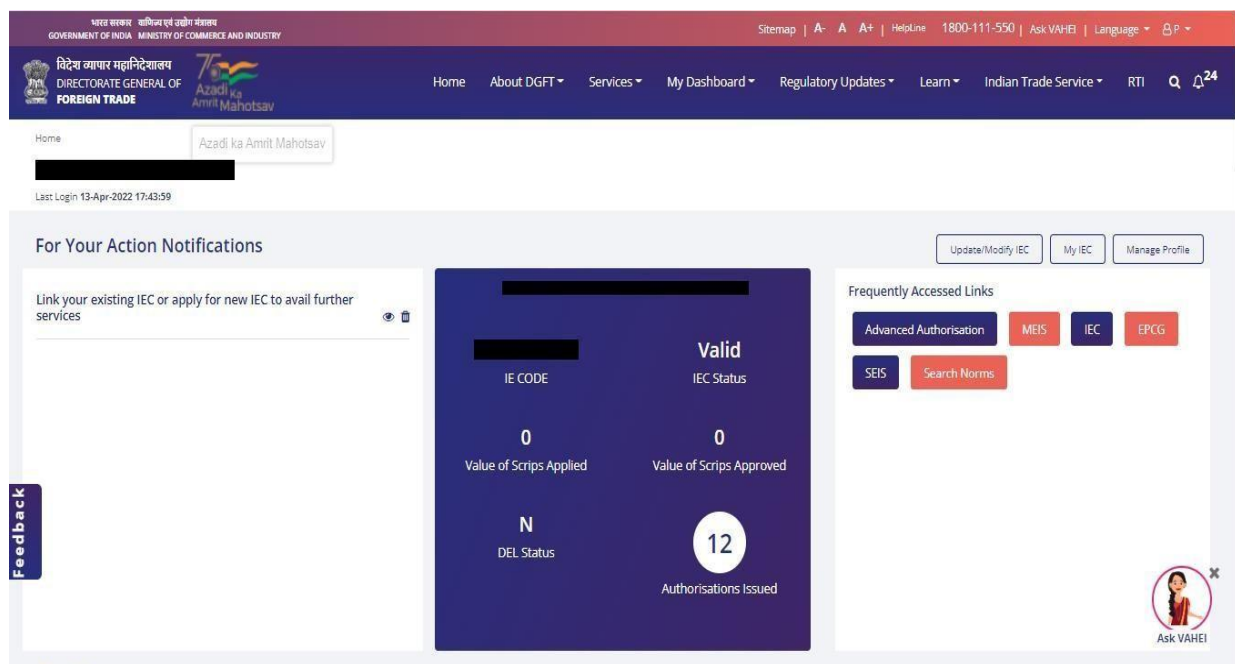 भारत सरकार वाणिज्य एवं उद्योग मंत्रालय
GOVERNMENT OF INDIA MINISTRY OF COMMERCE AND INDUSTRY
Sitemap | A- A A+ | HelpLine 1800-111-550 | Ask VAHEI | Language P
विदेश व्यापार महानिदेशालय
DIRECTORATE GENERAL OF
FOREIGN TRADE
75
Azadi Ka
Amrit Mahotsav
Home About DGFT Services My Dashboard Regulatory Updates Learn Indian Trade Service RTI 24
Home
Azadi ka Amrit Mahotsav
Last Login 13-Apr-2022 17:43:59
For Your Action Notifications
Update/Modify IEC My IEC Manage Profile
Link your existing IEC or apply for new IEC to avail further
services
IE CODE
Valid
IEC Status
0
Value of Scrips Applied
0
Value of Scrips Approved
N
DEL Status
12
Authorisations Issued
Frequently Accessed Links
Advanced Authorisation MEIS IEC EPCG
SEIS Search Norms
Feedback
Ask VAHEI